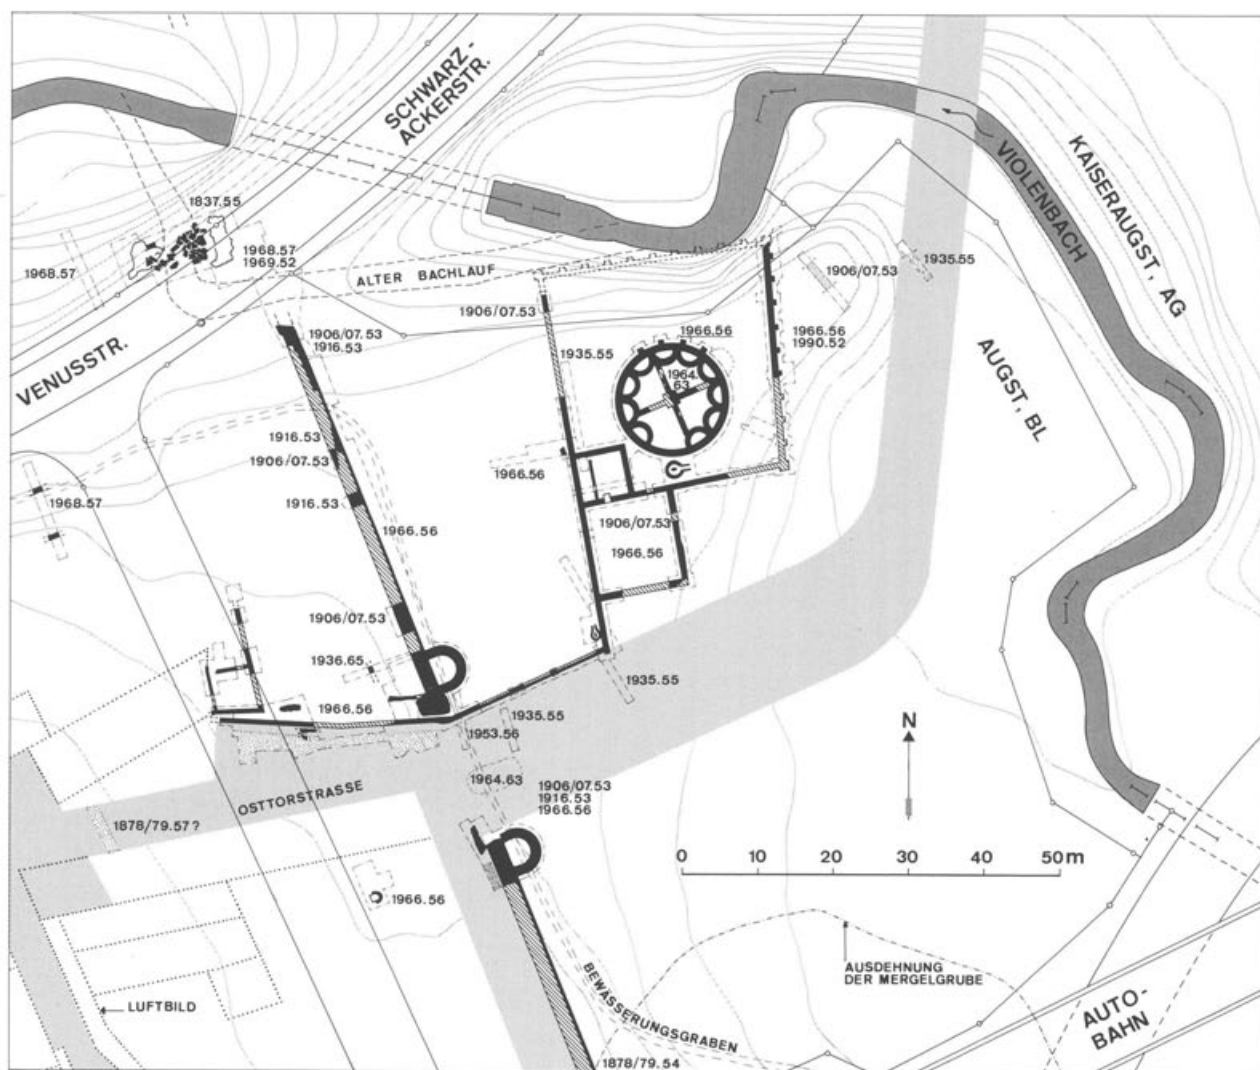 SCHWARZ-
ACKERSTR.
VIOLENBACH
KAISERAUGST, AG
1837.55
1968.57
1968.57
1969.52
ALTER BACHLAUF
1906/07.53
1935.55
1906/07.53
1966.56
1990.52
1966.56
1964.
63
1935.55
AUGST, BL
VENUSSTR.
1906/07.53
1916.53
1916.53
1906/07.53
1916.53
1966.56
1968.57
1966.56
1906/07.53
1966.56
1906/07.53
1936.65
1966.56
1935.55
1935.55
1953.56
1964.63
1906/07.53
1916.53
1966.56
OSTTORSTRASSE
1878/79.57?
1966.56
N
0 10 20 30 40 50m
AUSDEHNUNG
DER MERGELGRUBE
LUFTBILD
BEWÄSSERUNGSGRABEN
1878/79.54
AUTO-
BAHN